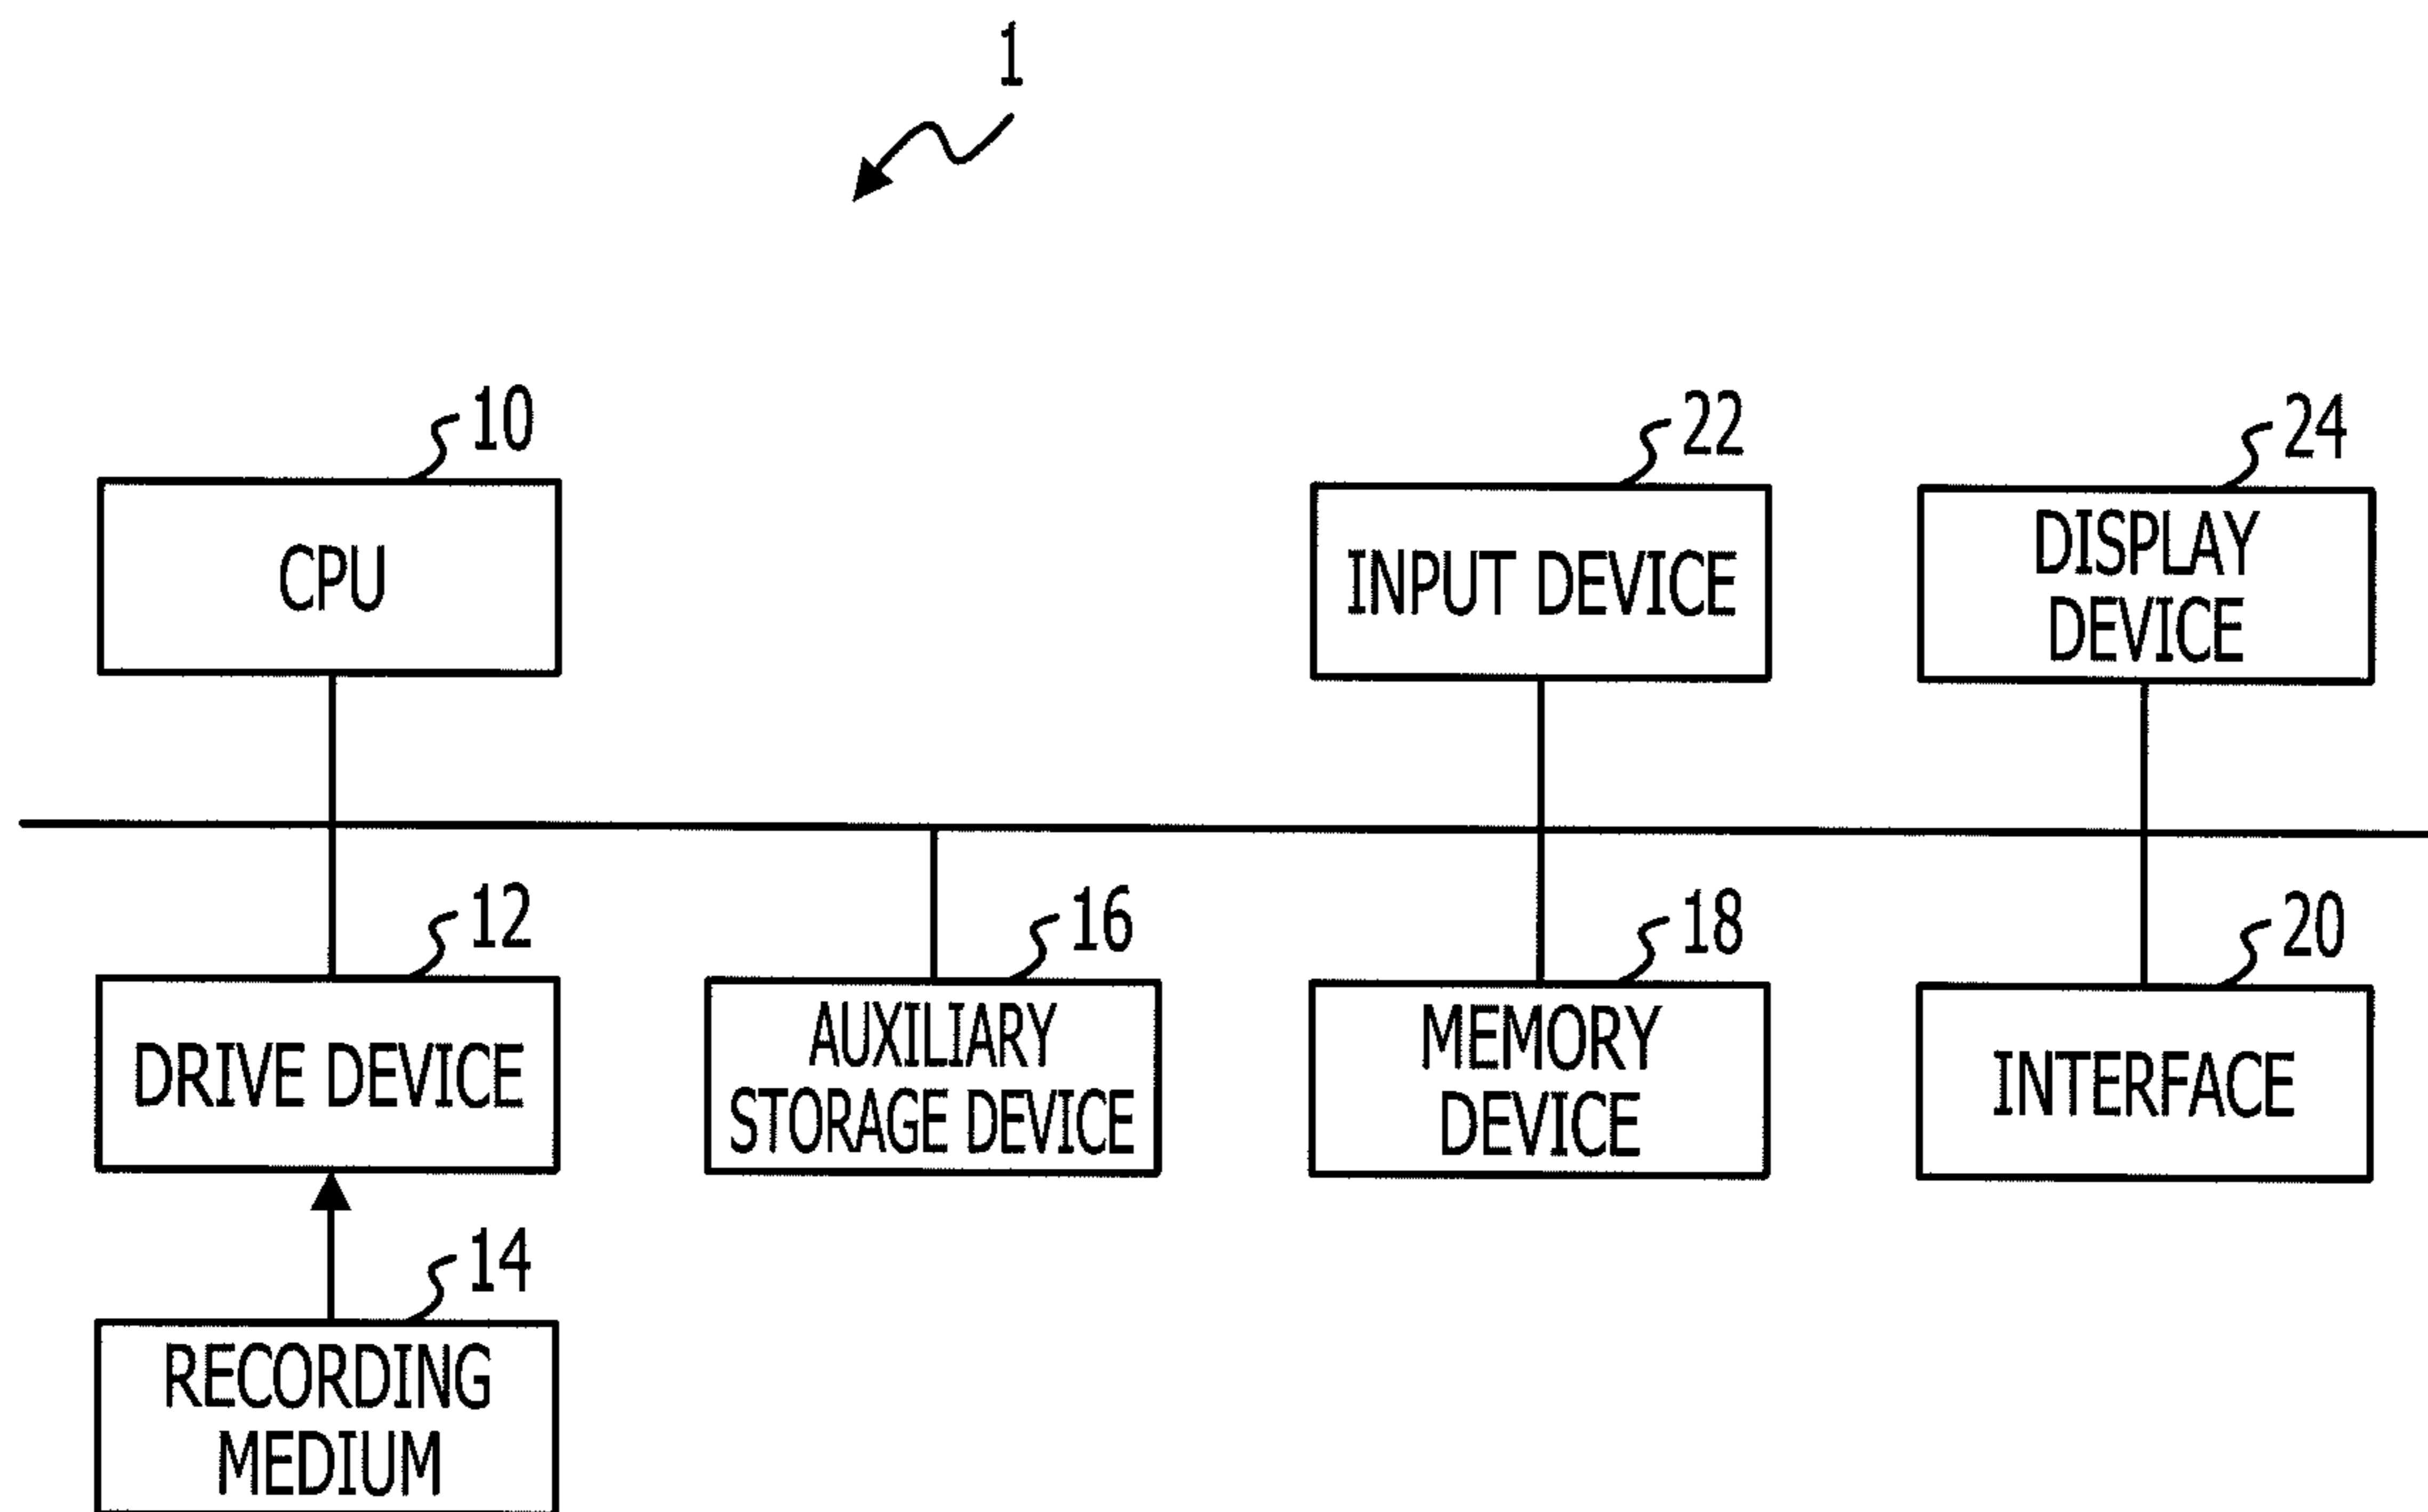 1
10
CPU
22
INPUT DEVICE
24
DISPLAY
DEVICE
12
DRIVE DEVICE
16
AUXILIARY
STORAGE DEVICE
18
MEMORY
DEVICE
20
INTERFACE
14
RECORDING
MEDIUM